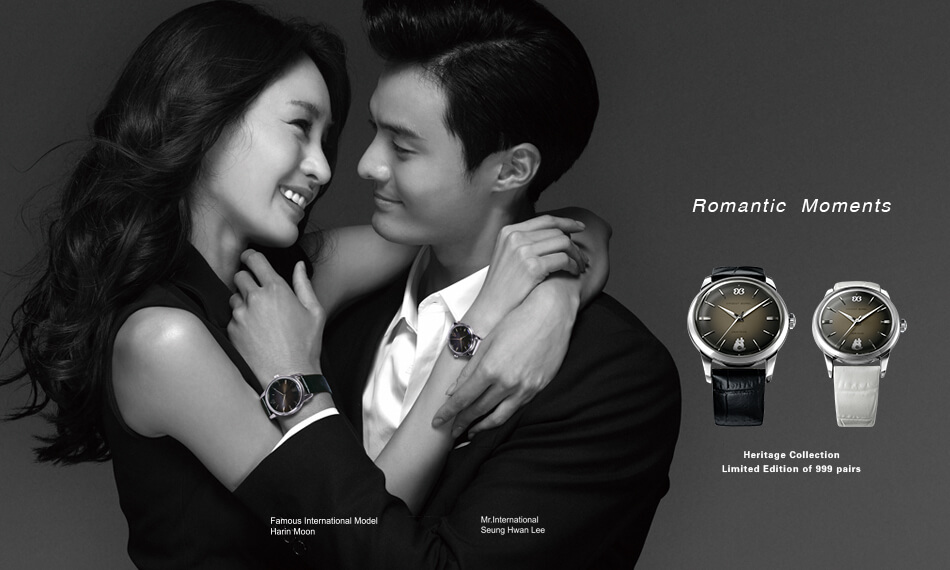 Romantic Moments
Heritage Collection
Limited Edition of 999 pairs
Famous International Model
Harin Moon
Mr.International
Seung Hwan Lee